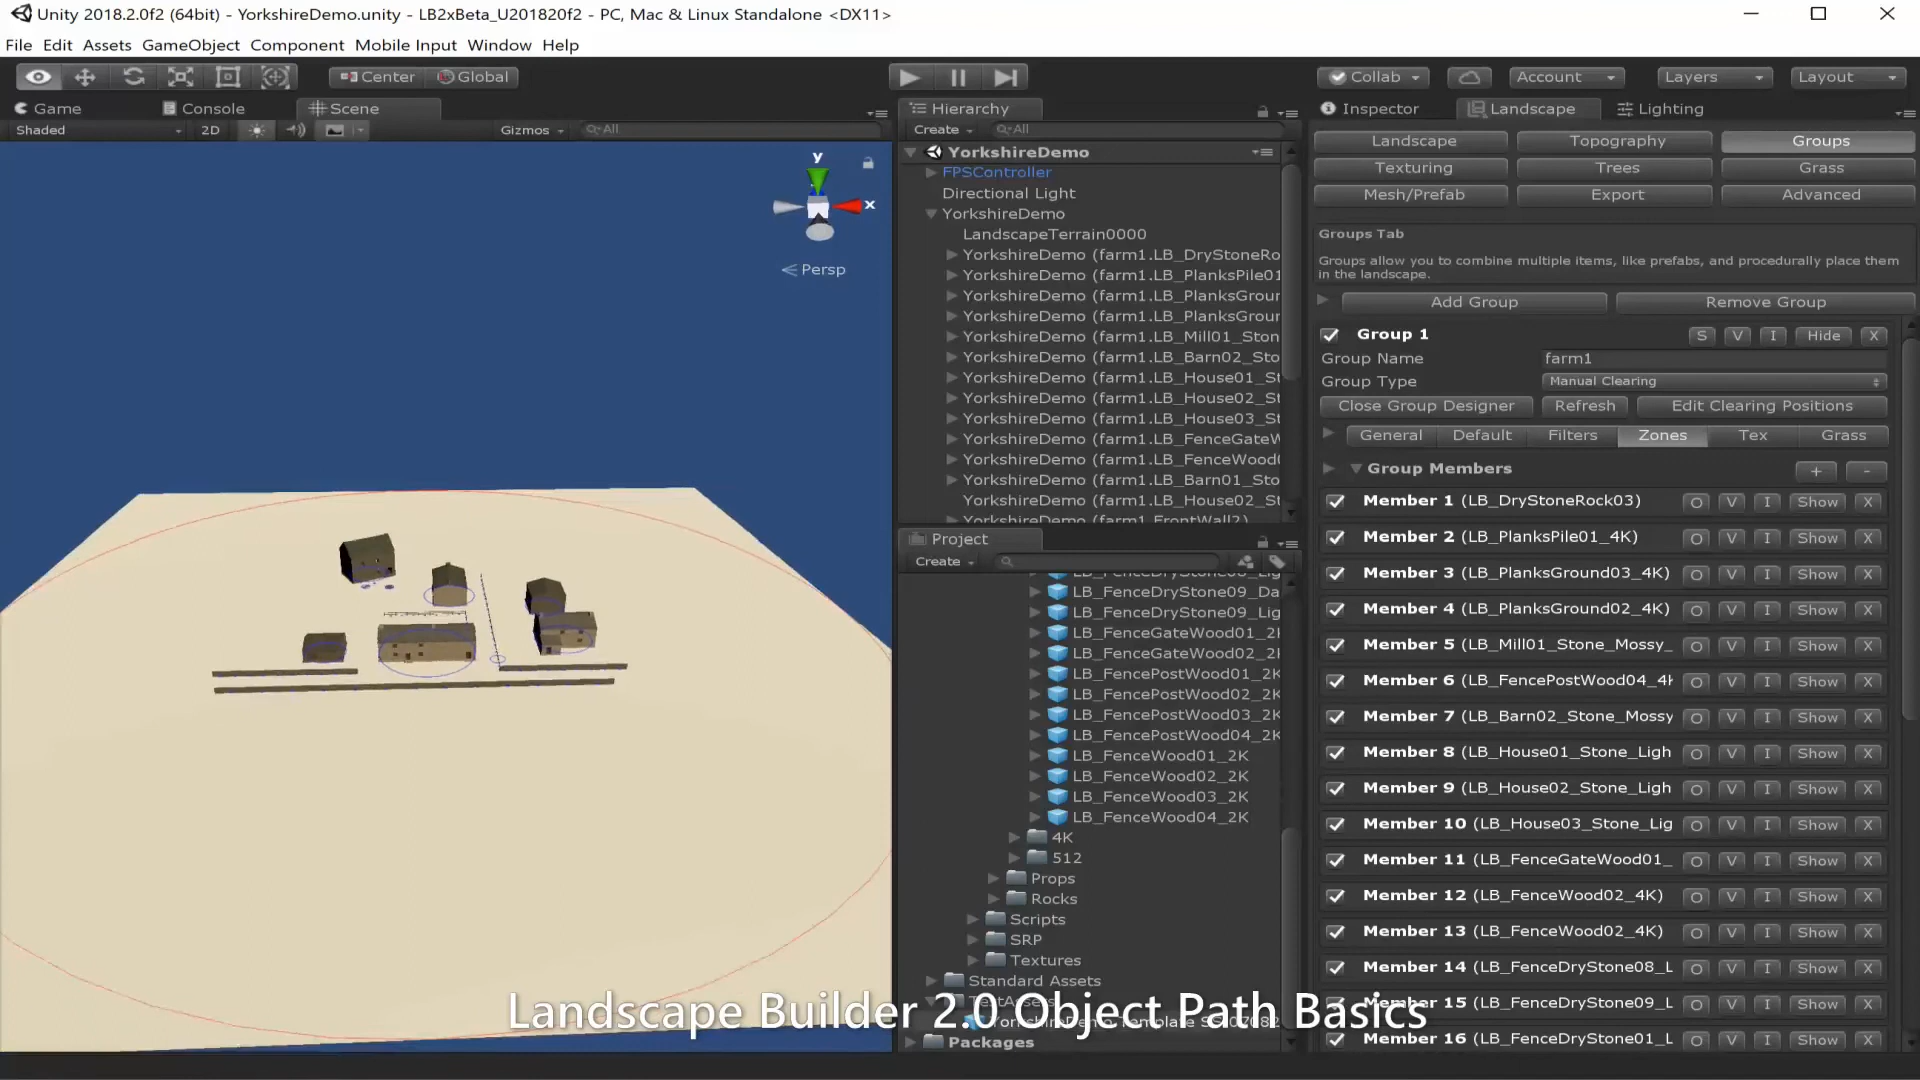 Unity 2018.2.0f2 (64bit) - YorkshireDemo.unity - LB2xBeta_U201820f2 - PC, Mac & Linux Standalone <DX11>
File Edit Assets GameObject Component Mobile Input Window Help
Center Global Collab Account Layers Layout
Game Console Scene
Shaded 2D Gizmos All
y
x
Persp
Hierarchy
Create All
YorkshireDemo
FPSController
Directional Light
YorkshireDemo
LandscapeTerrain0000
YorkshireDemo (farm1.LB_DryStoneRo
YorkshireDemo (farm1.LB_PlanksPile01
YorkshireDemo (farm1.LB_PlanksGrour
YorkshireDemo (farm1.LB_PlanksGrour
YorkshireDemo (farm1.LB_Mill01_Ston
YorkshireDemo (farm1.LB_Barn02_Sto
YorkshireDemo (farm1.LB_House01_St
YorkshireDemo (farm1.LB_House02_St
YorkshireDemo (farm1.LB_House03_St
YorkshireDemo (farm1.LB_FenceGateW
YorkshireDemo (farm1.LB_FenceWood(
YorkshireDemo (farm1.LB_Barn01_Sto
YorkshireDemo (farm1.LB_House02_St
YorkshireDemo (farm1.FrontWall2)
Project
Create
LB_FenceDryStone08_Lig
LB_FenceDryStone09_Da
LB_FenceDryStone09_Lig
LB_FenceGateWood01_2K
LB_FenceGateWood02_2K
LB_FencePostWood01_2K
LB_FencePostWood02_2K
LB_FencePostWood03_2K
LB_FencePostWood04_2K
LB_FenceWood01_2K
LB_FenceWood02_2K
LB_FenceWood03_2K
LB_FenceWood04_2K
4K
512
Props
Rocks
Scripts
SRP
Textures
Standard Assets
TestAssets
Packages
Inspector Landscape Lighting
Landscape Topography Groups
Texturing Trees Grass
Mesh/Prefab Export Advanced
Groups Tab
Groups allow you to combine multiple items, like prefabs, and procedurally place them
in the landscape.
Add Group Remove Group
Group 1 S V I Hide X
Group Name farm1
Group Type Manual Clearing
Close Group Designer Refresh Edit Clearing Positions
General Default Filters Zones Tex Grass
Group Members + -
Member 1 (LB_DryStoneRock03) O V I Show X
Member 2 (LB_PlanksPile01_4K) O V I Show X
Member 3 (LB_PlanksGround03_4K) O V I Show X
Member 4 (LB_PlanksGround02_4K) O V I Show X
Member 5 (LB_Mill01_Stone_Mossy_ O V I Show X
Member 6 (LB_FencePostWood04_4K O V I Show X
Member 7 (LB_Barn02_Stone_Mossy O V I Show X
Member 8 (LB_House01_Stone_Ligh O V I Show X
Member 9 (LB_House02_Stone_Ligh O V I Show X
Member 10 (LB_House03_Stone_Lig O V I Show X
Member 11 (LB_FenceGateWood01_ O V I Show X
Member 12 (LB_FenceWood02_4K) O V I Show X
Member 13 (LB_FenceWood02_4K) O V I Show X
Member 14 (LB_FenceDryStone08_L O V I Show X
Member 15 (LB_FenceDryStone09_L O V I Show X
Member 16 (LB_FenceDryStone01_L O V I Show X
Landscape Builder 2.0 Object Path Basics